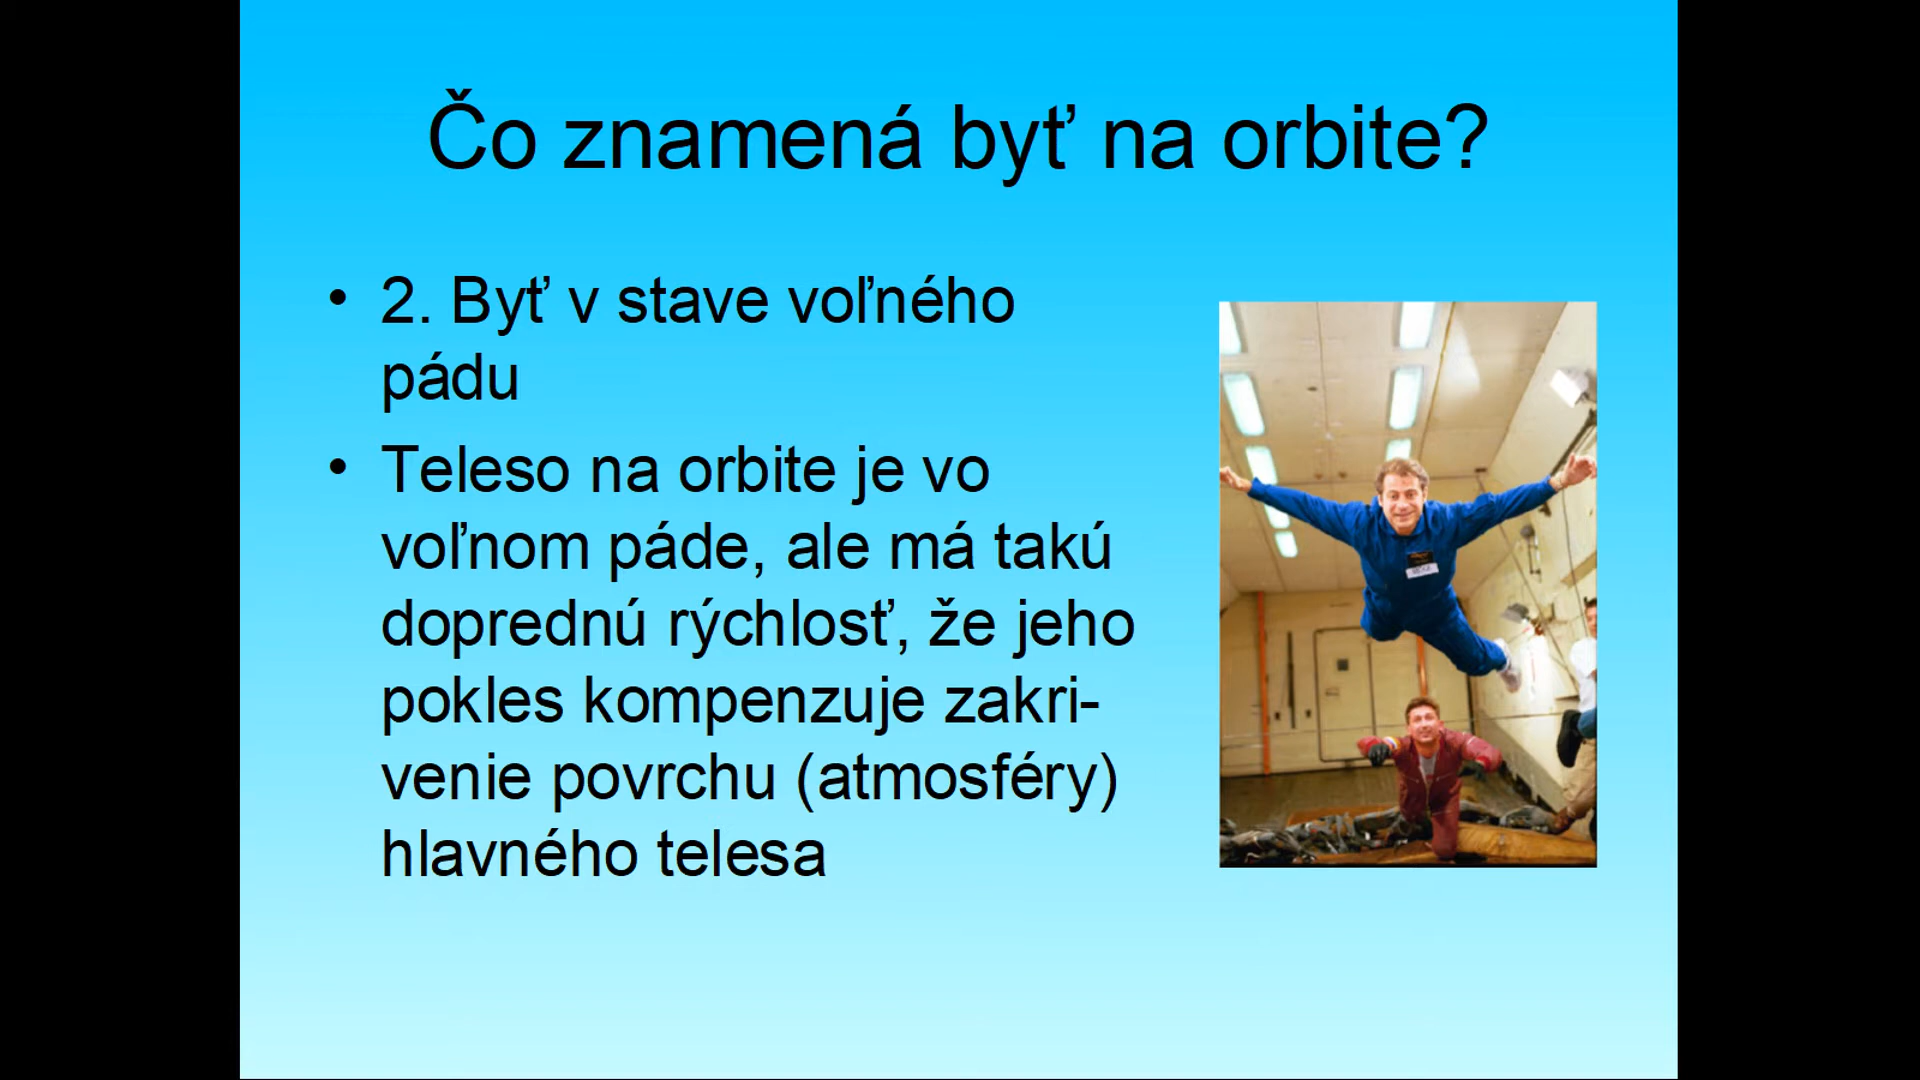 Čo znamená byť na orbite?
• 2. Byť v stave voľného
pádu
• Teleso na orbite je vo
voľnom páde, ale má takú
doprednú rýchlosť, že jeho
pokles kompenzuje zakri-
venie povrchu (atmosféry)
hlavného telesa